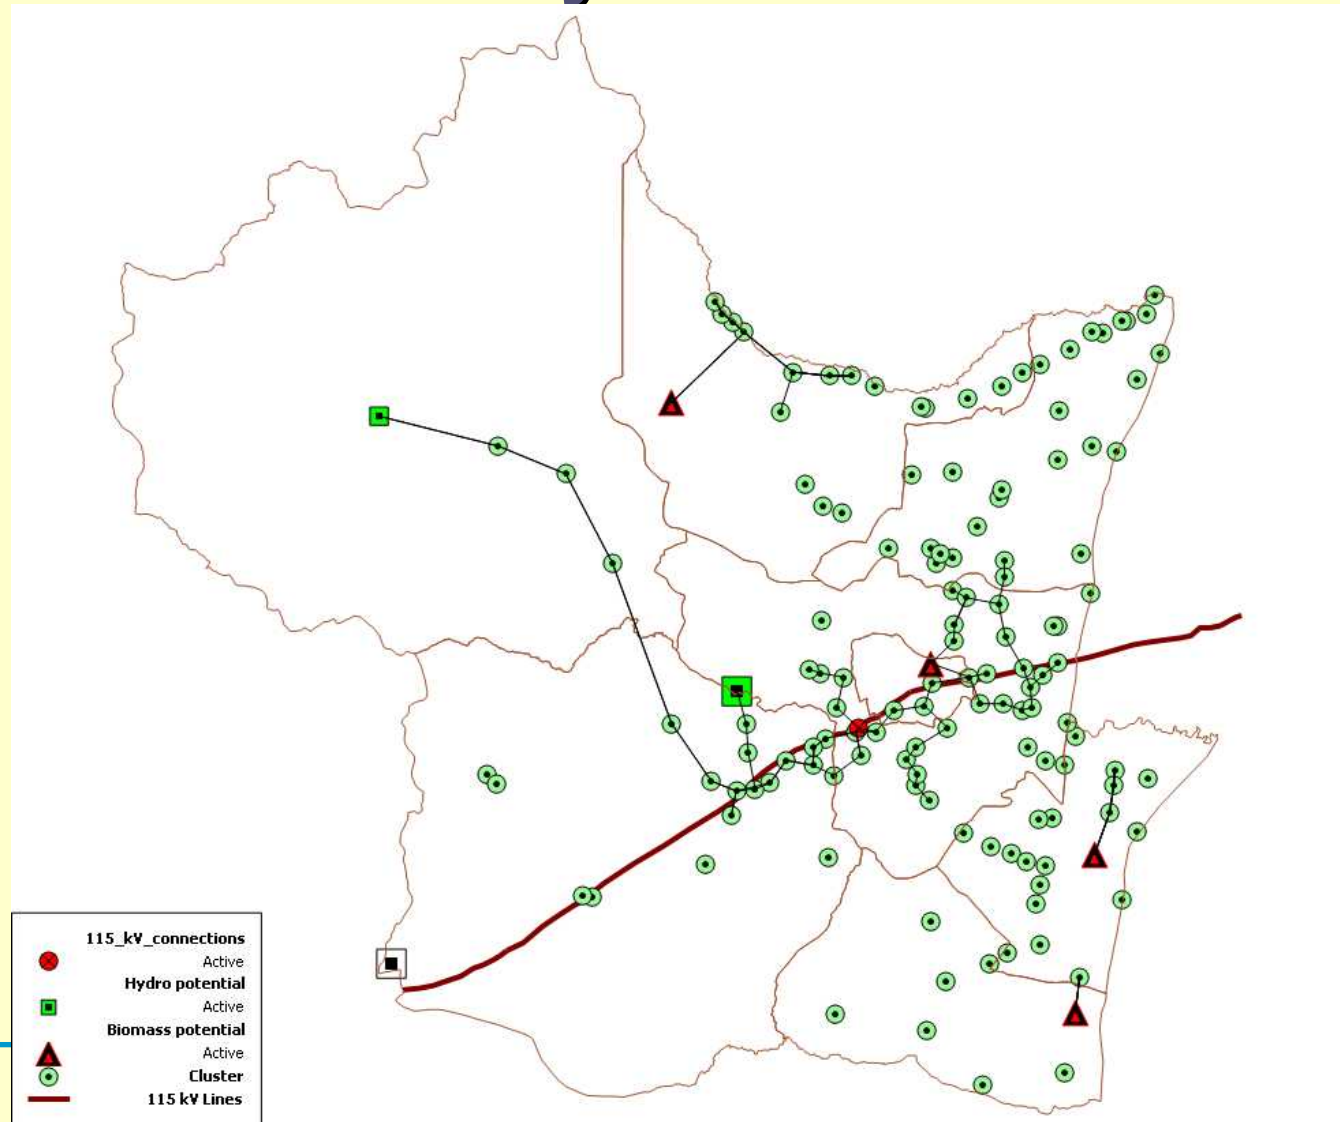 115_kV_connections
Active
Hydro potential
Active
Biomass potential
Active
Cluster
115 kV Lines